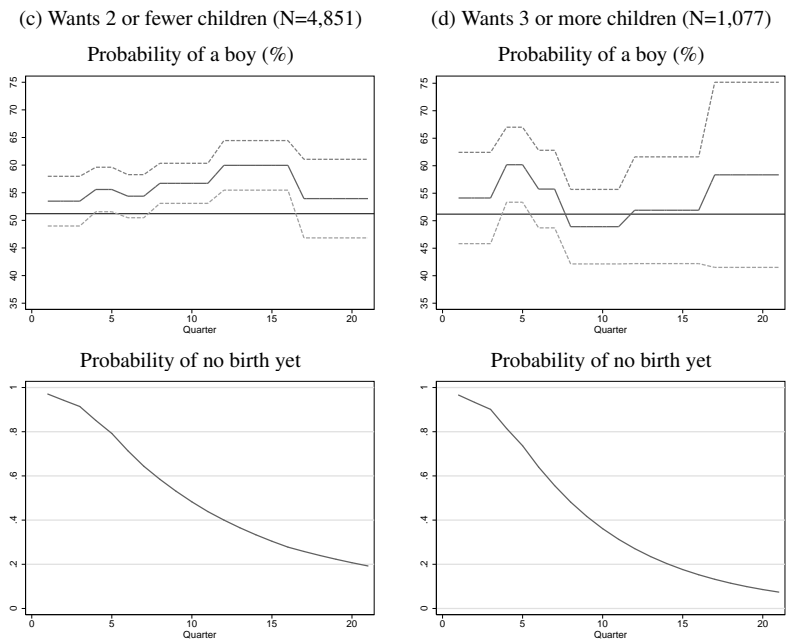 (c) Wants 2 or fewer children (N=4,851)
Probability of a boy (%)
75
70
65
60
55
50
45
40
35
0 5 10 15 20
Quarter
Probability of no birth yet
1
.8
.6
.4
.2
0
0 5 10 15 20
Quarter
(d) Wants 3 or more children (N=1,077)
Probability of a boy (%)
75
70
65
60
55
50
45
40
35
0 5 10 15 20
Quarter
Probability of no birth yet
1
.8
.6
.4
.2
0
0 5 10 15 20
Quarter